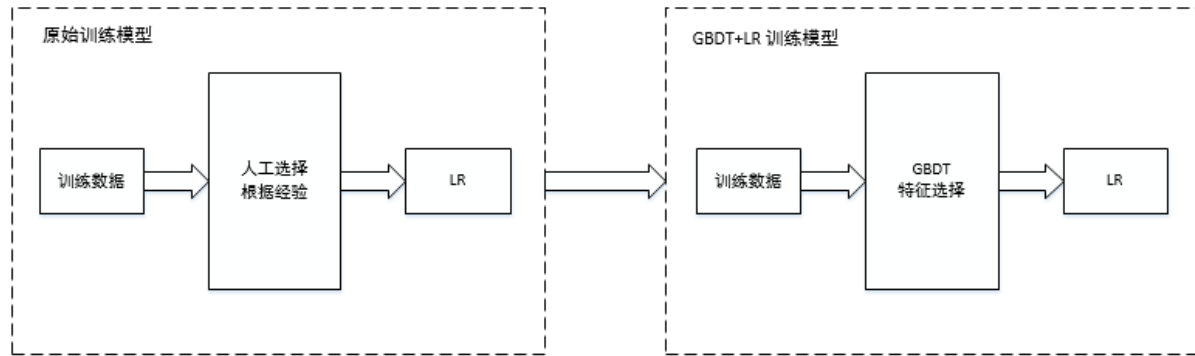 原始训练模型
训练数据
人工选择
根据经验
LR
GBDT+LR 训练模型
训练数据
GBDT
特征选择
LR